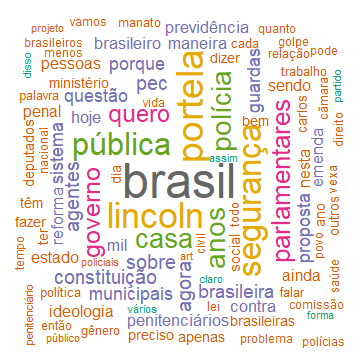 projeto vamos manato quanto golpe
brasileiros brasileiro maneira cada relação pode
disso menos previdência guardas
pessoas porque dizer trabalho partido
ministério pec portela polícia sendo câmara
palavra questão vida bem carlos direito
penal hoje quero segurança parlamentares emenda outros
deputados nacional sistema pública assim nesta vexa
reforma agentes dia brasil proposta povo ano
têm governo lincoln anos todo
fazer ter mil casa civil social
tempo estado policiais sobre art agora ainda saúde
constituição claro brasileira falar
penitenciário política municipais vários lei contra comissão
ideologia penitenciários brasileiras forma
então gênero preciso apenas problema polícias
público